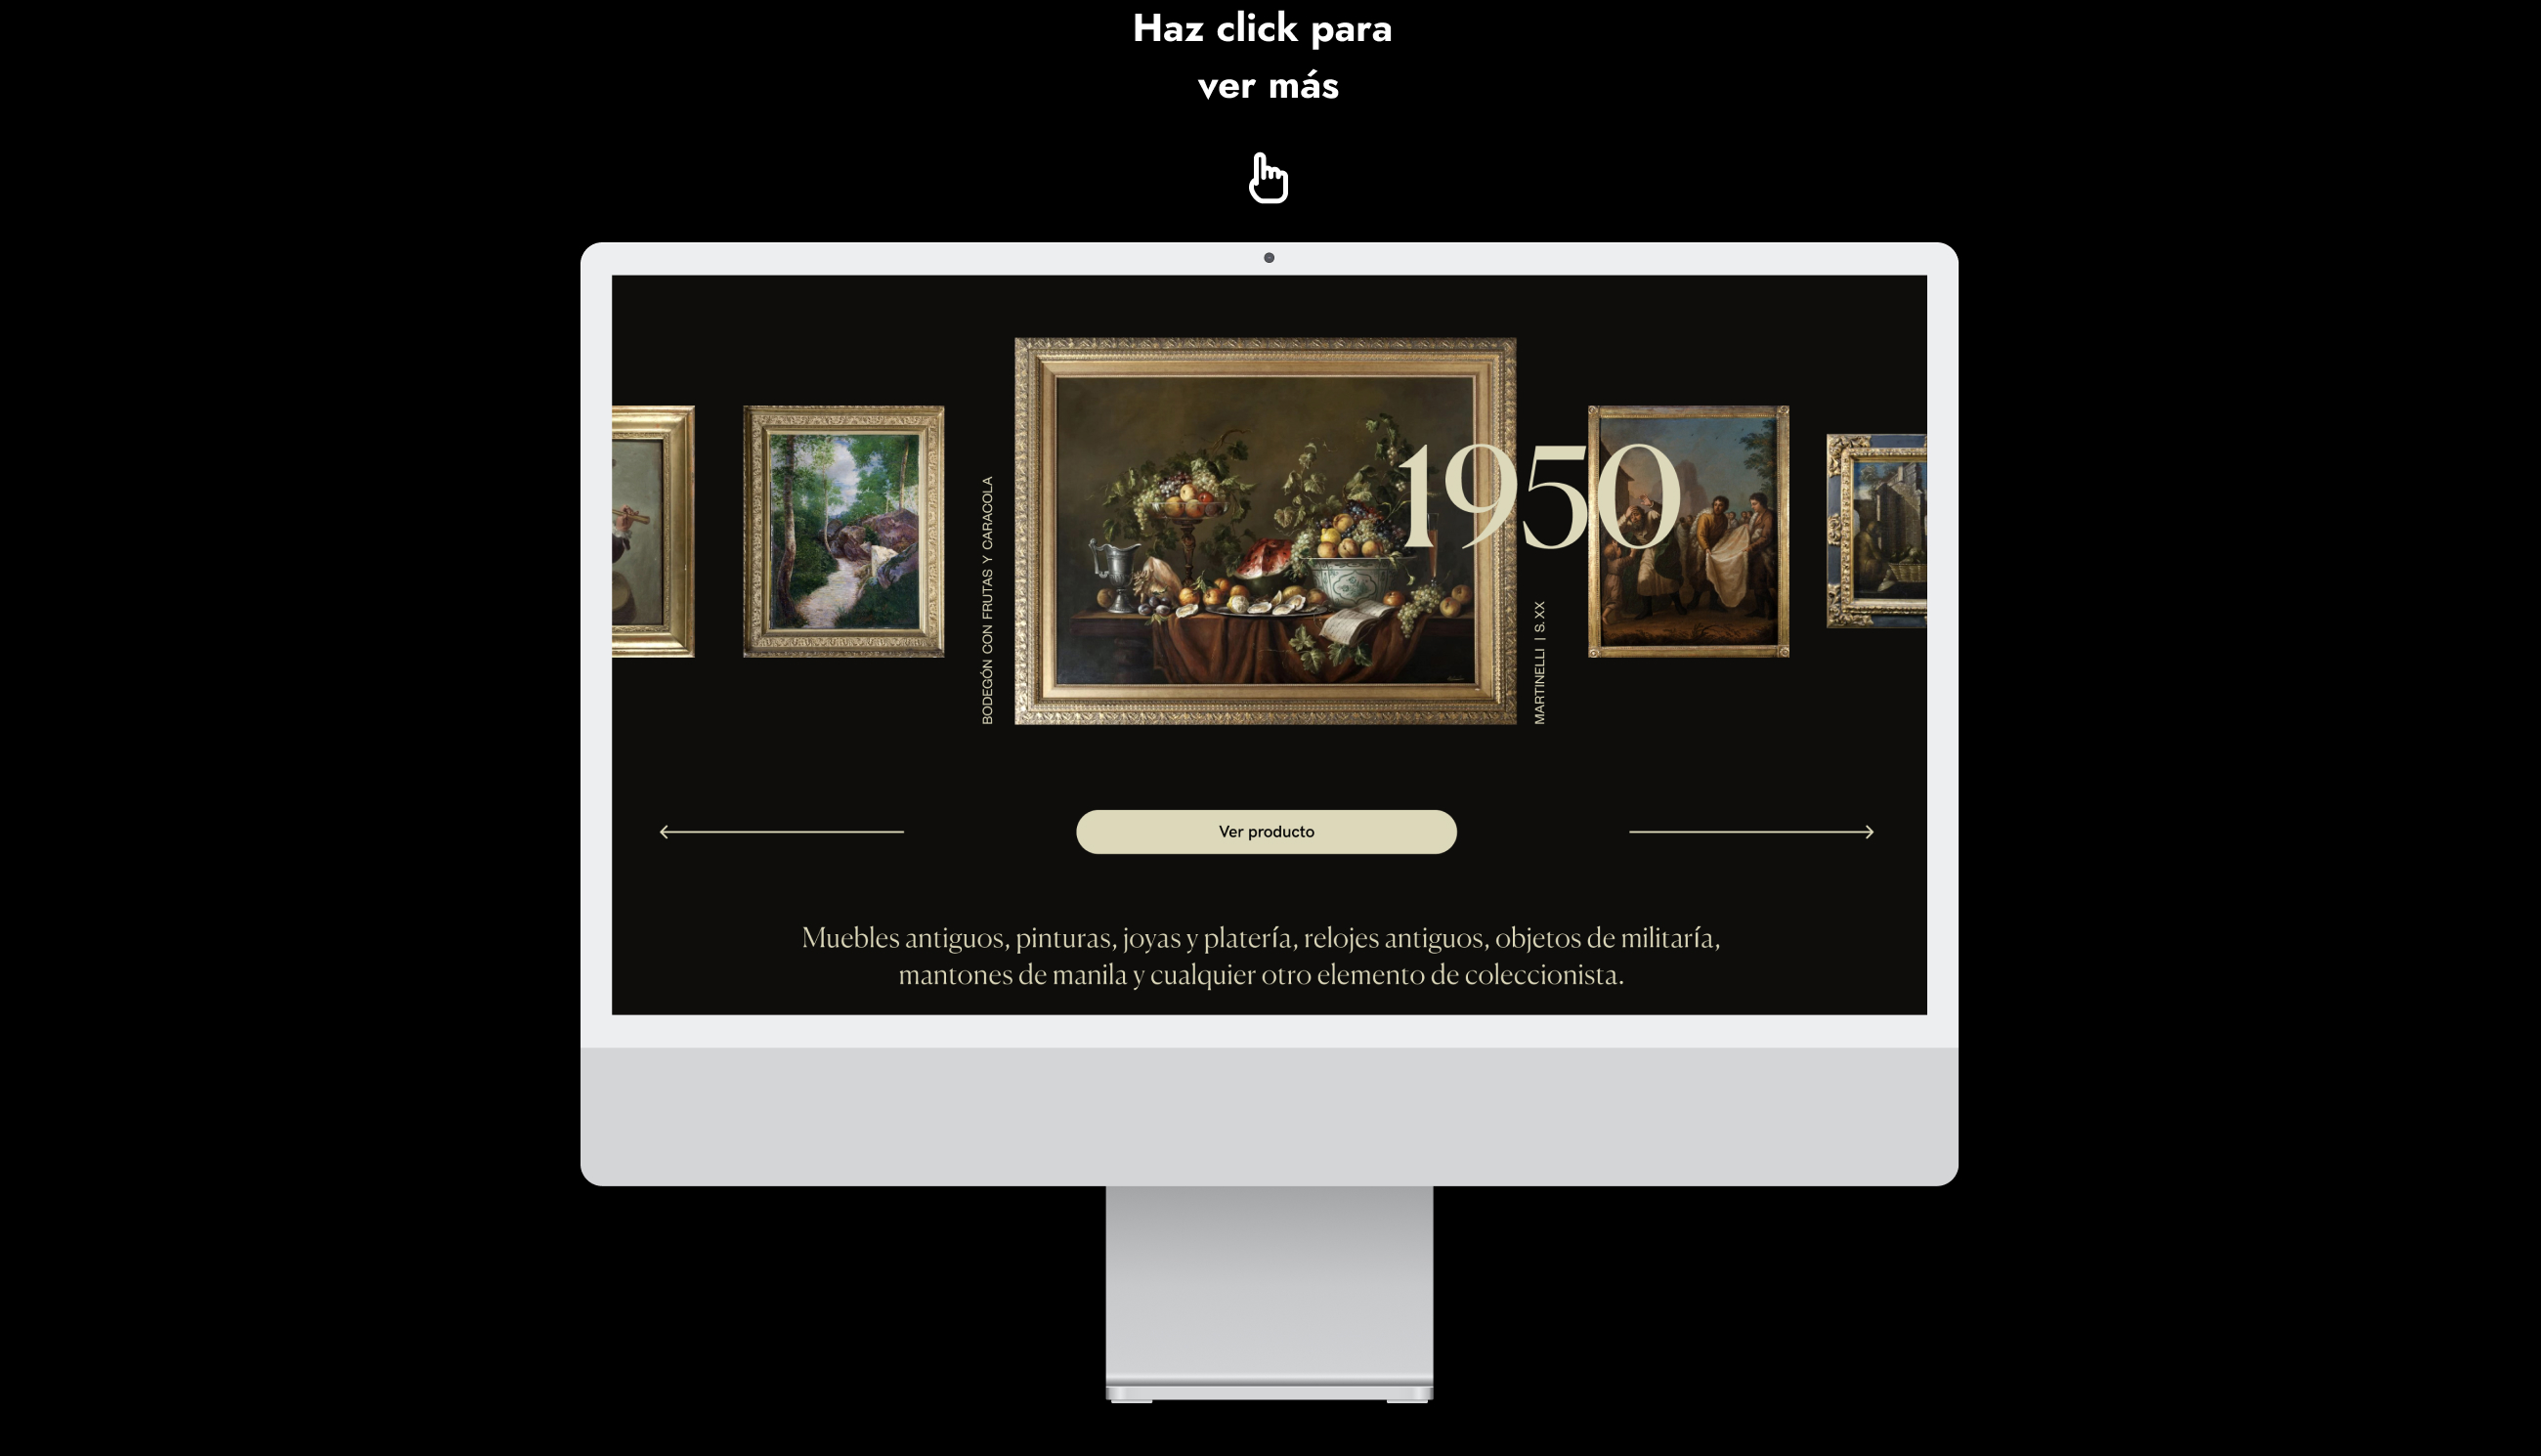 Haz click para
ver más
BODEGÓN CON FRUTAS Y CARACOLA
1950
MARTINELLI | S.XX
Ver producto
Muebles antiguos, pinturas, joyas y platería, relojes antiguos, objetos de militaría,
mantones de manila y cualquier otro elemento de coleccionista.